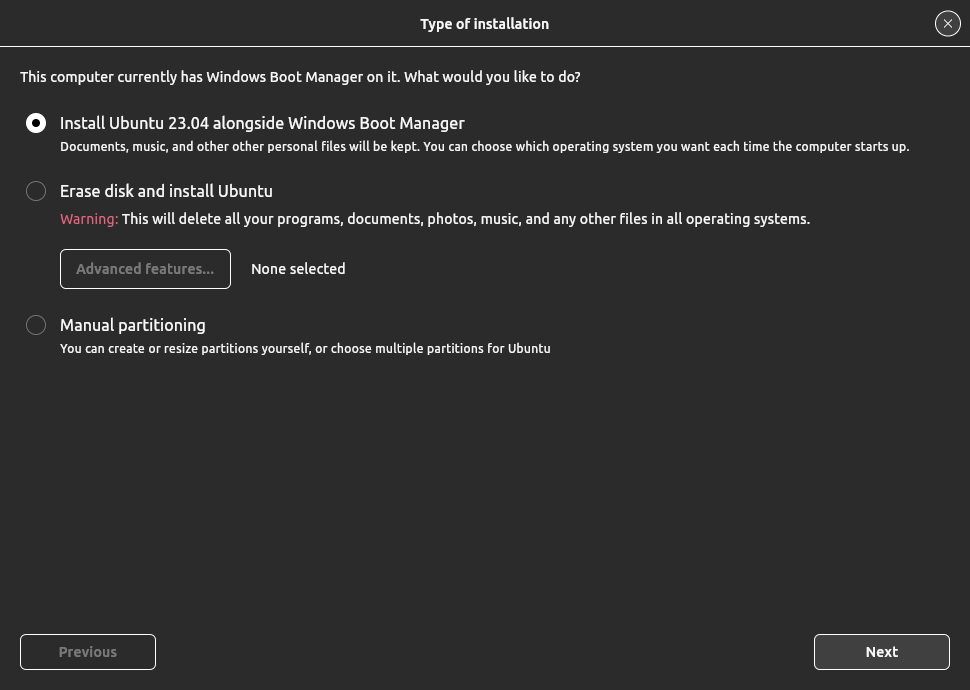 Type of installation
This computer currently has Windows Boot Manager on it. What would you like to do?
Install Ubuntu 23.04 alongside Windows Boot Manager
Documents, music, and other other personal files will be kept. You can choose which operating system you want each time the computer starts up.
Erase disk and install Ubuntu
Warning: This will delete all your programs, documents, photos, music, and any other files in all operating systems.
Advanced features... None selected
Manual partitioning
You can create or resize partitions yourself, or choose multiple partitions for Ubuntu
Previous Next